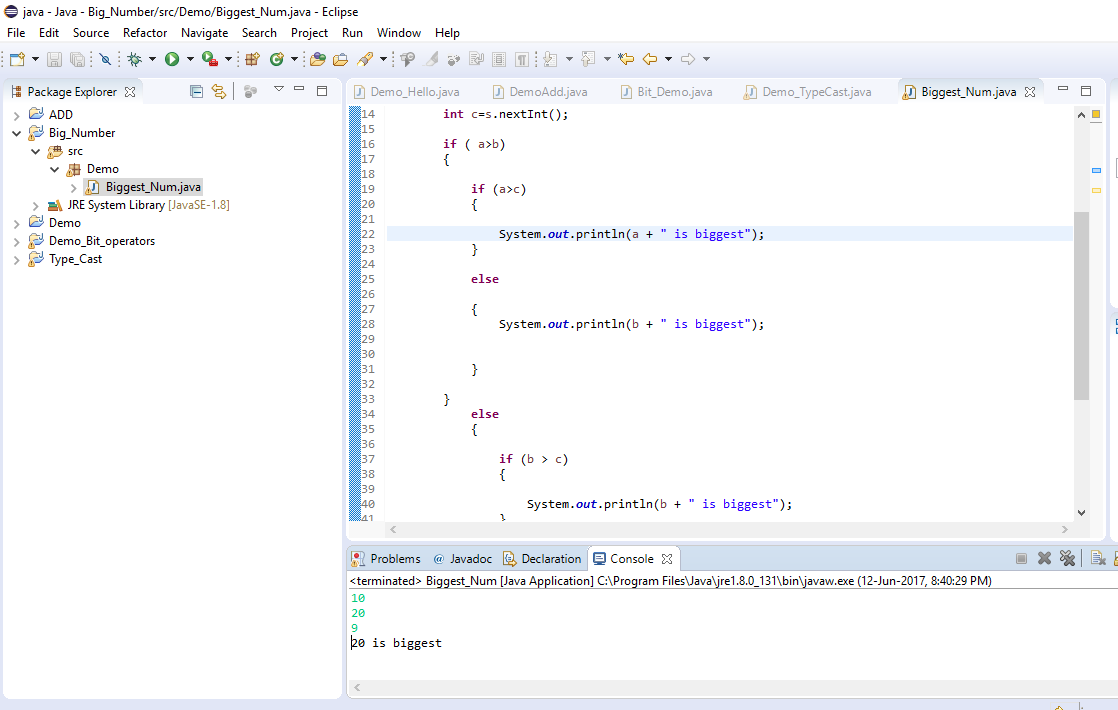 java - Java - Big_Number/src/Demo/Biggest_Num.java - Eclipse
File Edit Source Refactor Navigate Search Project Run Window Help
Package Explorer
ADD
Big_Number
src
Demo
Biggest_Num.java
JRE System Library [JavaSE-1.8]
Demo
Demo_Bit_operators
Type_Cast
Demo_Hello.java DemoAdd.java Bit_Demo.java Demo_TypeCast.java Biggest_Num.java
14 int c=s.nextInt();
15
16 if ( a>b)
17 {
18
19 if (a>c)
20 {
21
22 System.out.println(a + " is biggest");
23 }
24
25 else
26
27 {
28 System.out.println(b + " is biggest");
29
30
31 }
32
33 }
34 else
35 {
36
37 if (b > c)
38 {
39
40 System.out.println(b + " is biggest");
41 }
Problems @ Javadoc Declaration Console
<terminated> Biggest_Num [Java Application] C:\Program Files\Java\jre1.8.0_131\bin\javaw.exe (12-Jun-2017, 8:40:29 PM)
10
20
9
20 is biggest